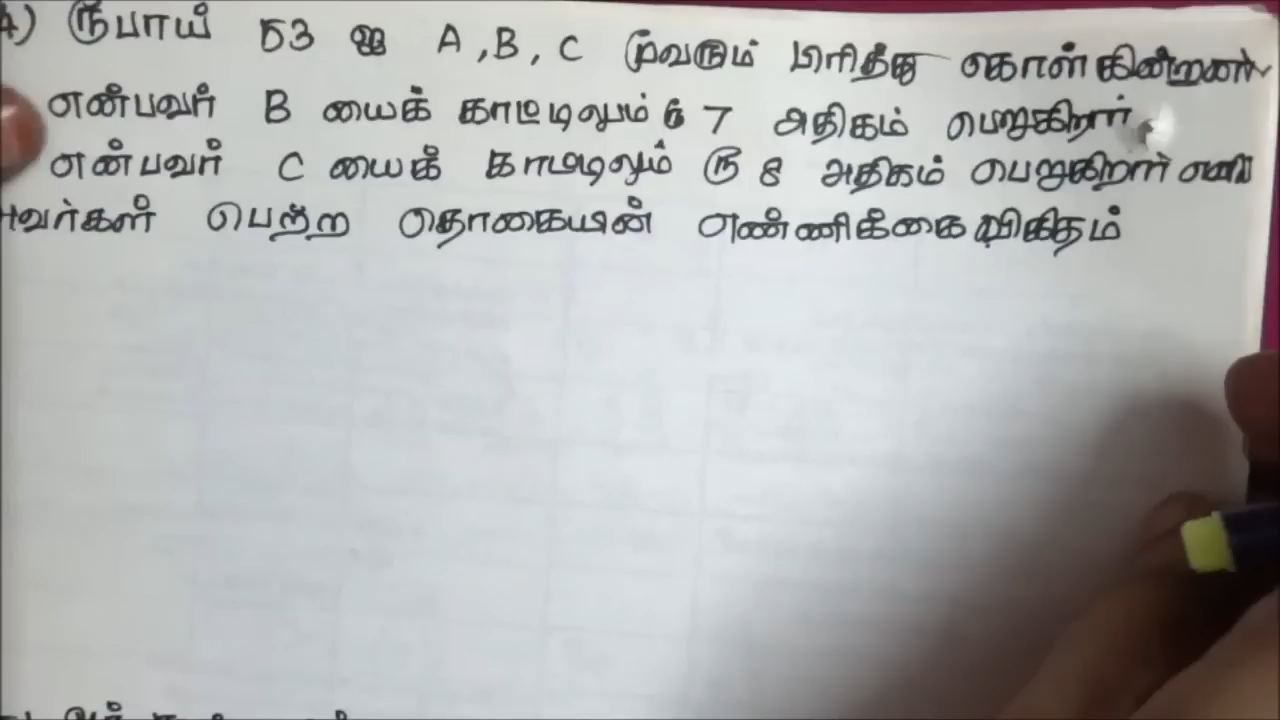 4) ரூபாய் 53 ஐ A, B, C மூவரும் பிரித்து கொள்கின்றனர்
என்பவர் B யைக் காட்டிலும் ரூ 7 அதிகம் பெறுகிறார்
என்பவர் C யைக் காட்டிலும் ரூ 8 அதிகம் பெறுகிறார் எனி
அவர்கள் பெற்ற தொகையின் எண்ணிக்கை விகிதம்